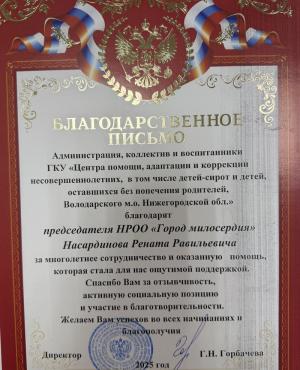 БЛАГОДАРСТВЕННОЕ
ПИСЬМО
Администрация, коллектив и воспитанники
ГКУ «Центра помощи, адаптации и коррекции
несовершеннолетних, в том числе детей-сирот и детей,
оставшихся без попечения родителей,
Володарского м.о. Нижегородской обл.»
благодарят
председателя НРОО «Город милосердия»
Насардинова Рената Равильевича
за многолетнее сотрудничество и оказанную помощь,
которая стала для нас ощутимой поддержкой.
Спасибо Вам за отзывчивость,
активную социальную позицию
и участие в благотворительности.
Желаем Вам успехов во всех начинаниях и
благополучия
Директор Г.Н. Горбачева
2025 год